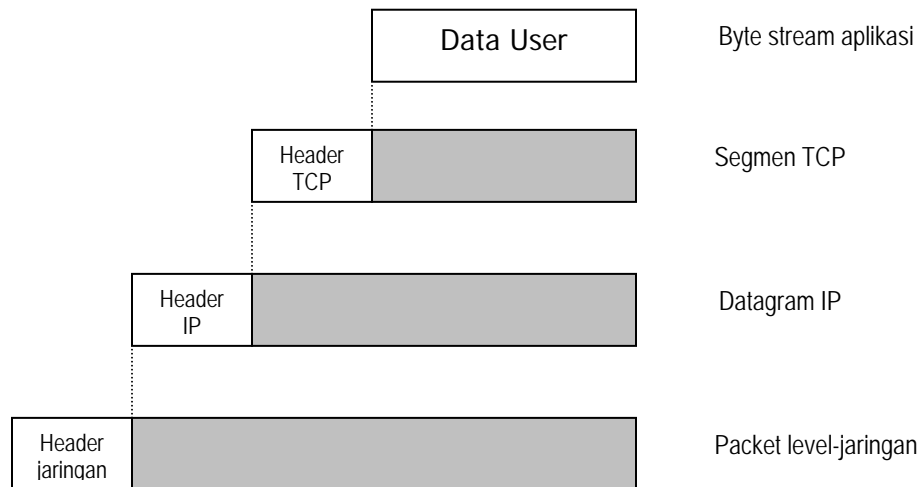 Data User
Byte stream aplikasi
Header
TCP
Segmen TCP
Header
IP
Datagram IP
Header
jaringan
Packet level-jaringan